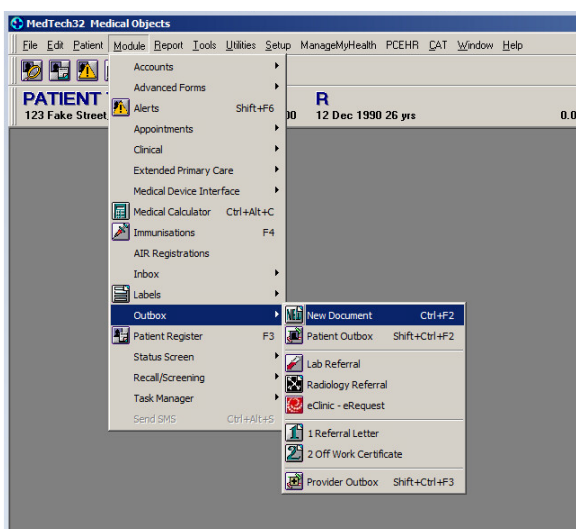 MedTech32 Medical Objects
File Edit Patient Module Report Tools Utilities Setup ManageMyHealth PCEHR CAT Window Help
PATIENT R
123 Fake Street 00 12 Dec 1990 26 yrs 0.0
Accounts
Advanced Forms
Alerts Shift+F6
Appointments
Clinical
Extended Primary Care
Medical Device Interface
Medical Calculator Ctrl+Alt+C
Immunisations F4
AIR Registrations
Inbox
Labels
Outbox
Patient Register F3
Status Screen
Recall/Screening
Task Manager
Send SMS Ctrl+Alt+S
New Document Ctrl+F2
Patient Outbox Shift+Ctrl+F2
Lab Referral
Radology Referral
eClinic - eRequest
1 Referral Letter
2 Off Work Certificate
Provider Outbox Shift+Ctrl+F3